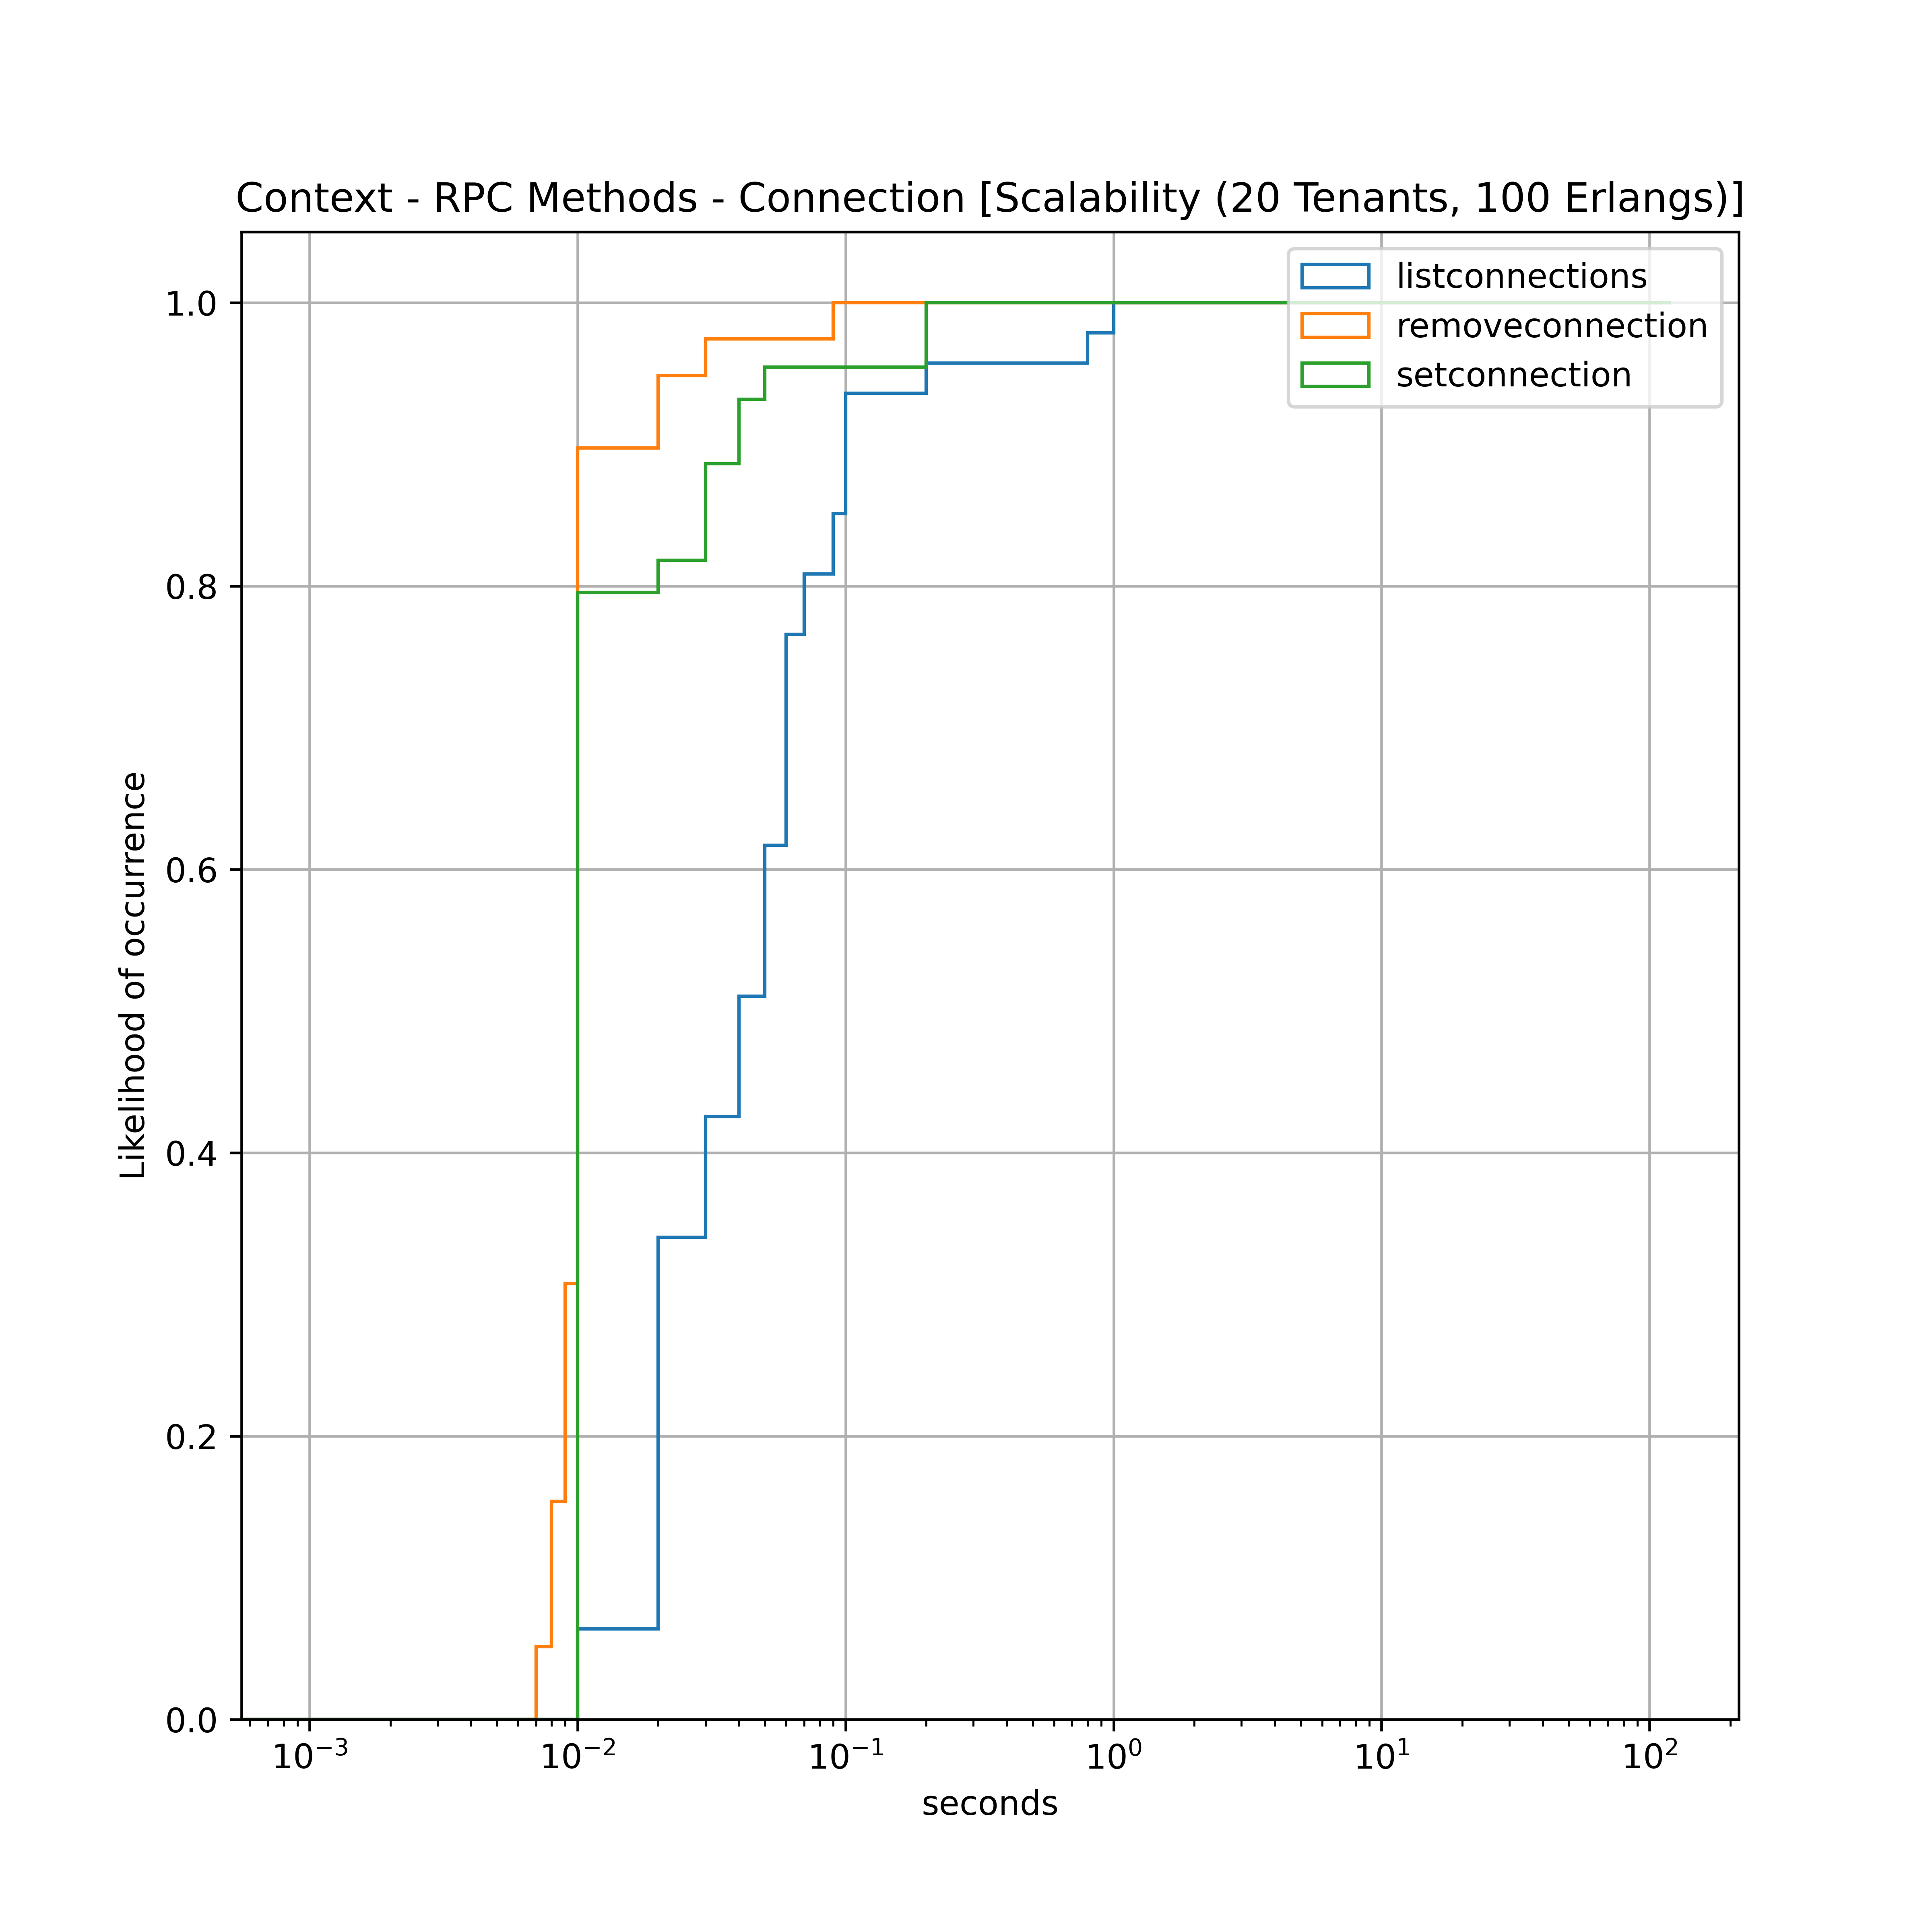 Context - RPC Methods - Connection [Scalability (20 Tenants, 100 Erlangs)]
listconnections
removeconnection
setconnection
1.0
0.8
0.6
0.4
0.2
0.0
Likelihood of occurrence
10⁻³ 10⁻² 10⁻¹ 10⁰ 10¹ 10²
seconds